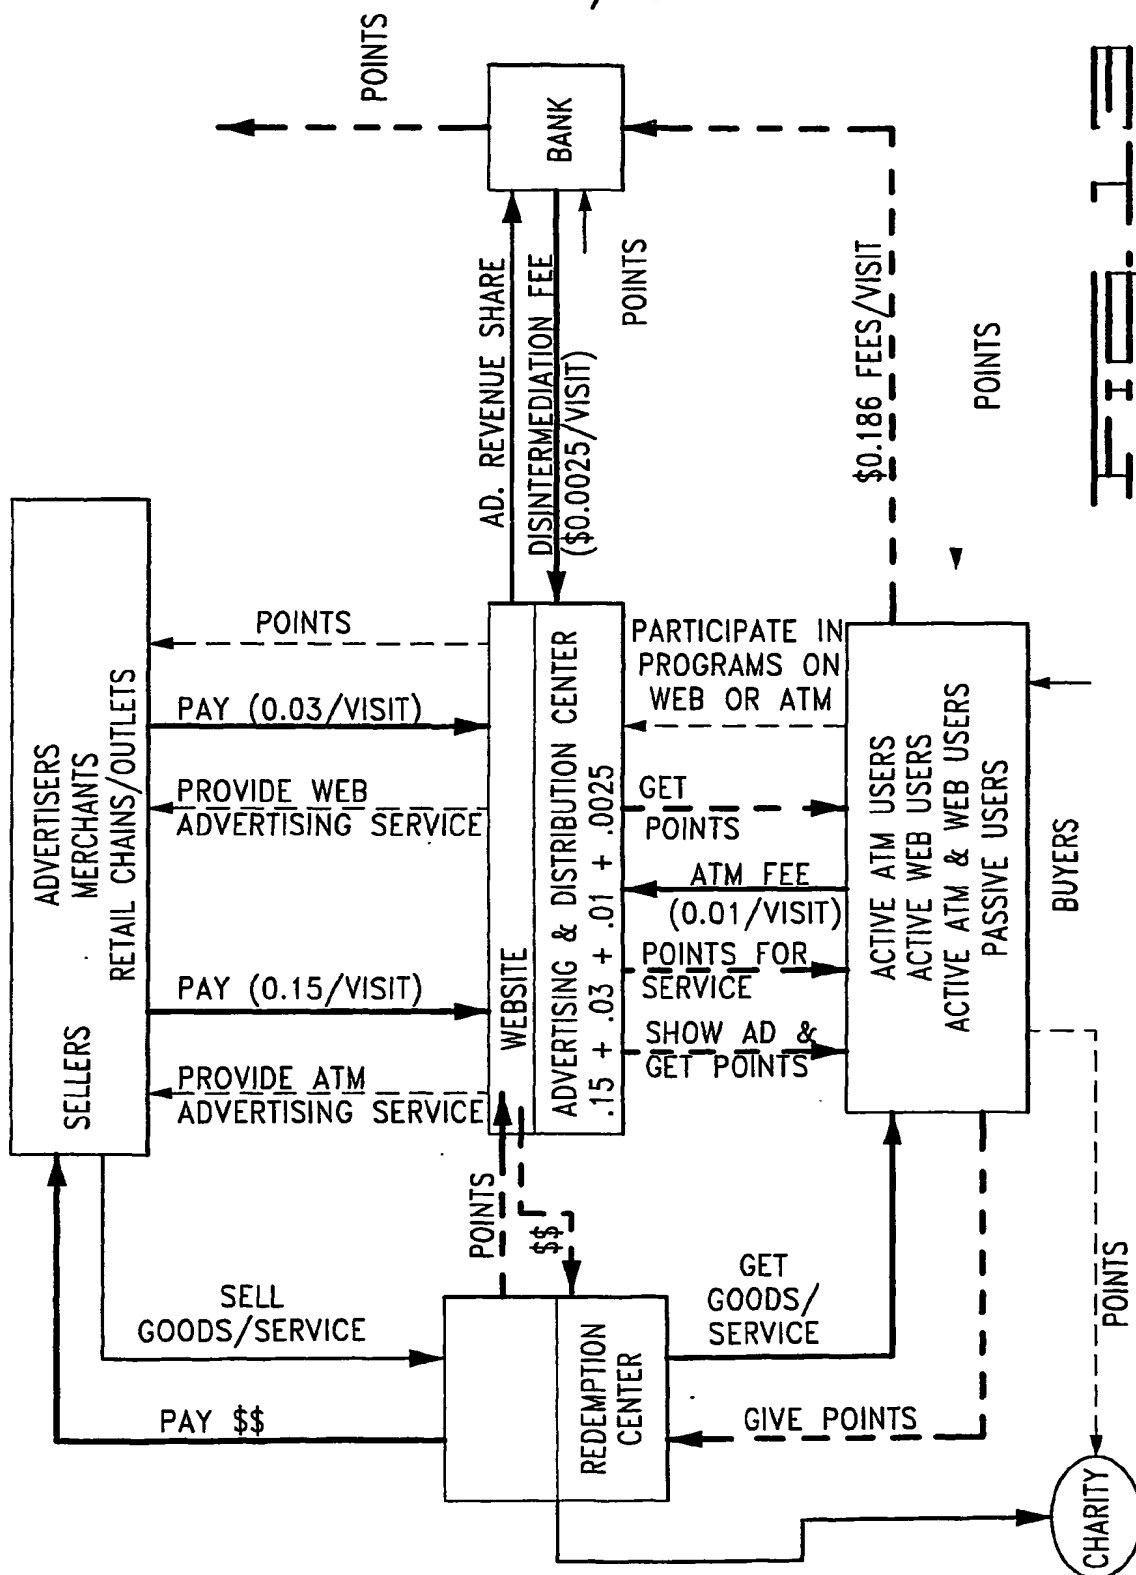 POINTS
BANK
AD. REVENUE SHARE
DISINTERMEDIATION FEE
($0.0025/VISIT)
POINTS
$0.186 FEES/VISIT
POINTS
SELLERS
ADVERTISERS
MERCHANTS
RETAIL CHAINS/OUTLETS
POINTS
PAY (0.03/VISIT)
PROVIDE WEB
ADVERTISING SERVICE
PAY (0.15/VISIT)
PROVIDE ATM
ADVERTISING SERVICE
WEBSITE
ADVERTISING & DISTRIBUTION CENTER
.15 + .03 + .01 + .0025
PARTICIPATE IN
PROGRAMS ON
WEB OR ATM
GET
POINTS
ATM FEE
(0.01/VISIT)
POINTS FOR
SERVICE
SHOW AD &
GET POINTS
ACTIVE ATM USERS
ACTIVE WEB USERS
ACTIVE ATM & WEB USERS
PASSIVE USERS
BUYERS
POINTS
$$
SELL
GOODS/SERVICE
PAY $$
REDEMPTION
CENTER
GET
GOODS/
SERVICE
GIVE POINTS
POINTS
CHARITY